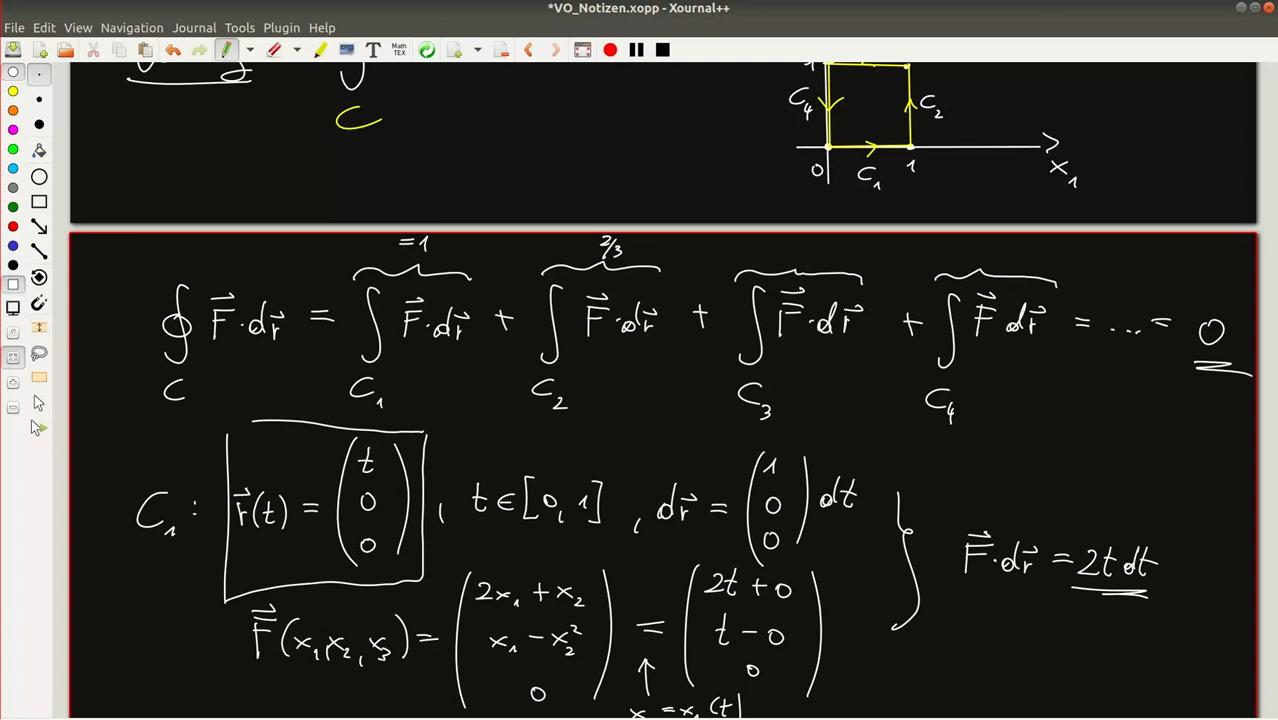 *VO_Notizen.xopp - Xournal++
File Edit View Navigation Journal Tools Plugin Help
C
C₄ C₂
0 C₁ 1 x₁
=1 2/3
∮ F⃗·dr⃗ = ∫ F⃗·dr⃗ + ∫ F⃗·dr⃗ + ∫ F⃗·dr⃗ + ∫ F⃗ dr⃗ = ... = 0
C C₁ C₂ C₃ C₄
C₁: r⃗(t) = (t 0 0), t ∈ [0,1], dr⃗ = (1 0 0) dt
F⃗·dr⃗ = 2t dt
F⃗(x₁,x₂,x₃) = (2x₁ + x₂ x₁ - x₂² 0) = (2t + 0 t - 0 0)
x₁ = x₁(t)